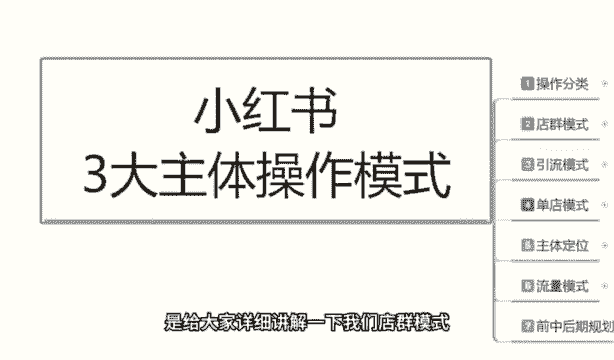 小红书
3大主体操作模式
1 操作分类
2 店群模式
3 引流模式
4 单店模式
5 主体定位
6 流量模式
7 前中后期规划
是给大家详细讲解一下我们店群模式